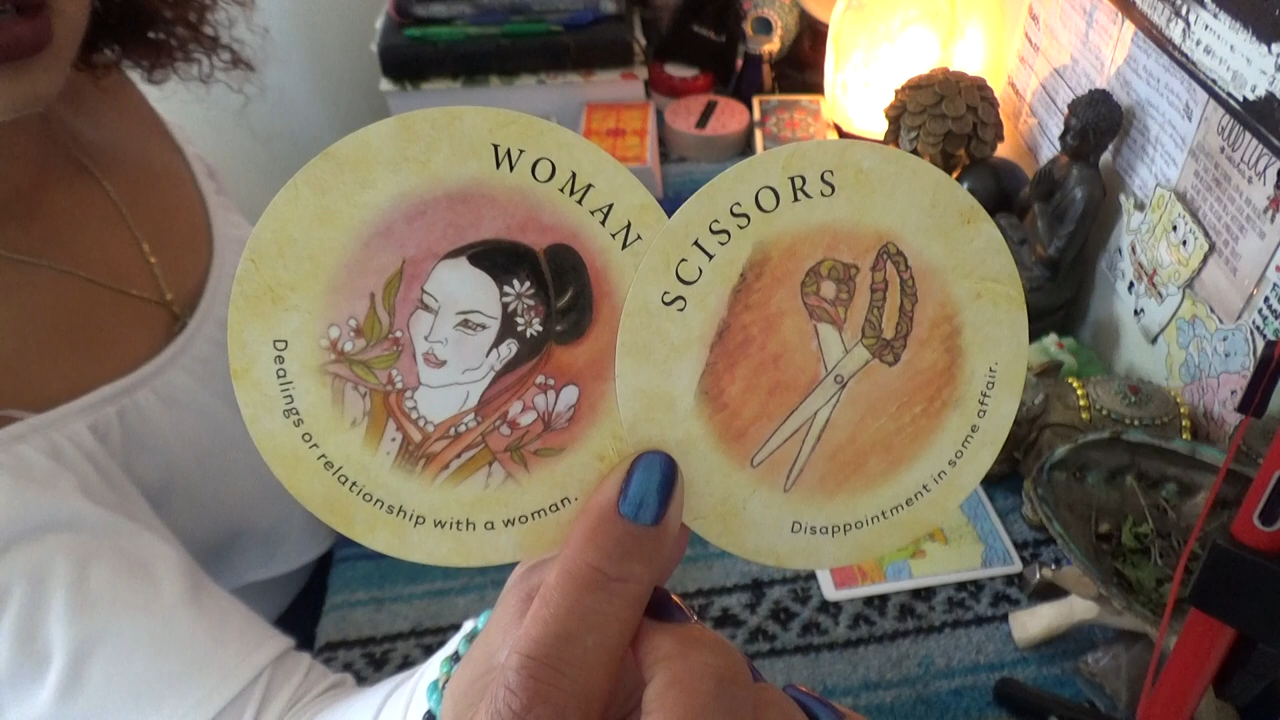 WOMAN
Dealings or relationship with a woman.
SCISSORS
Disappointment in some affair.
GOOD LUCK